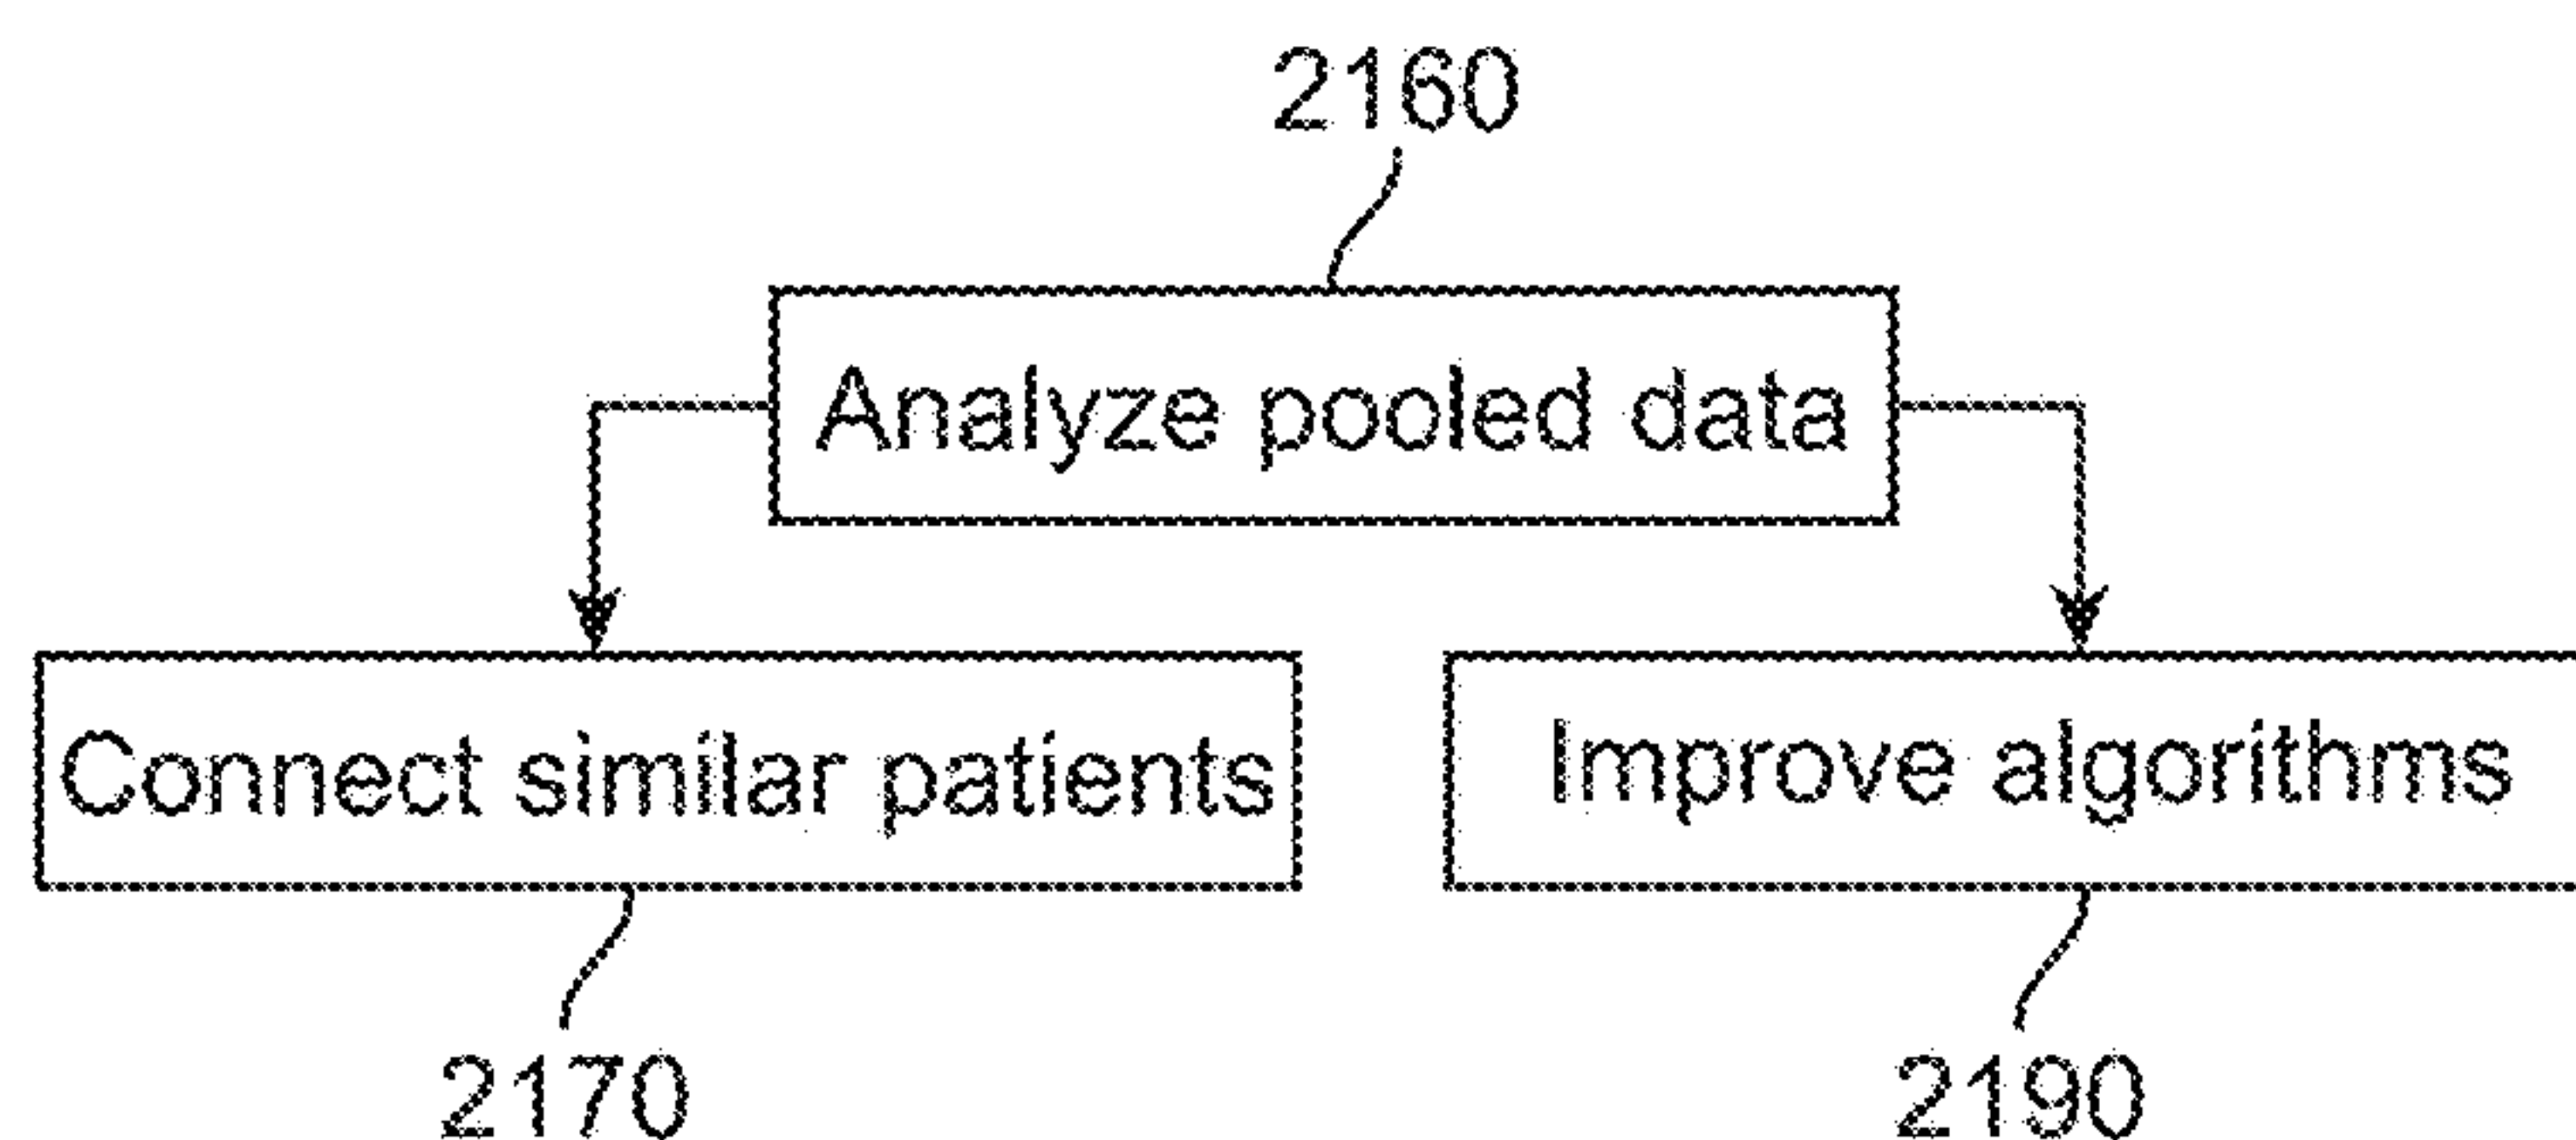 2160
Analyze pooled data
Connect similar patients
Improve algorithms
2170
2190